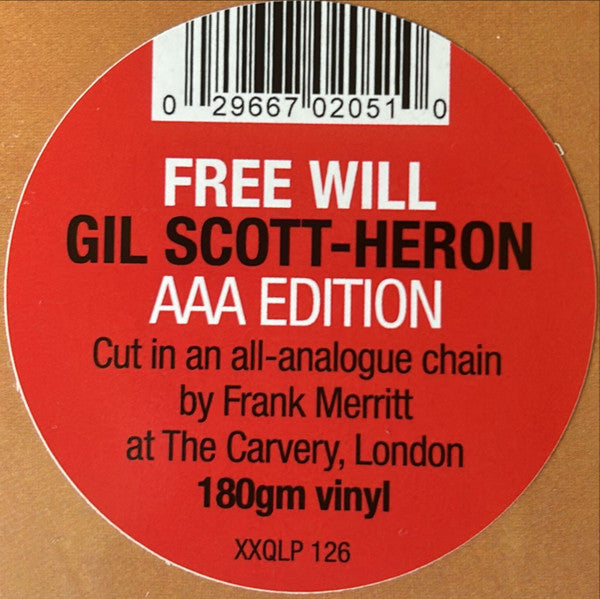 0 29667 02051 0
FREE WILL
GIL SCOTT-HERON
AAA EDITION
Cut in an all-analogue chain
by Frank Merritt
at The Carvery, London
180gm vinyl
XXQLP 126